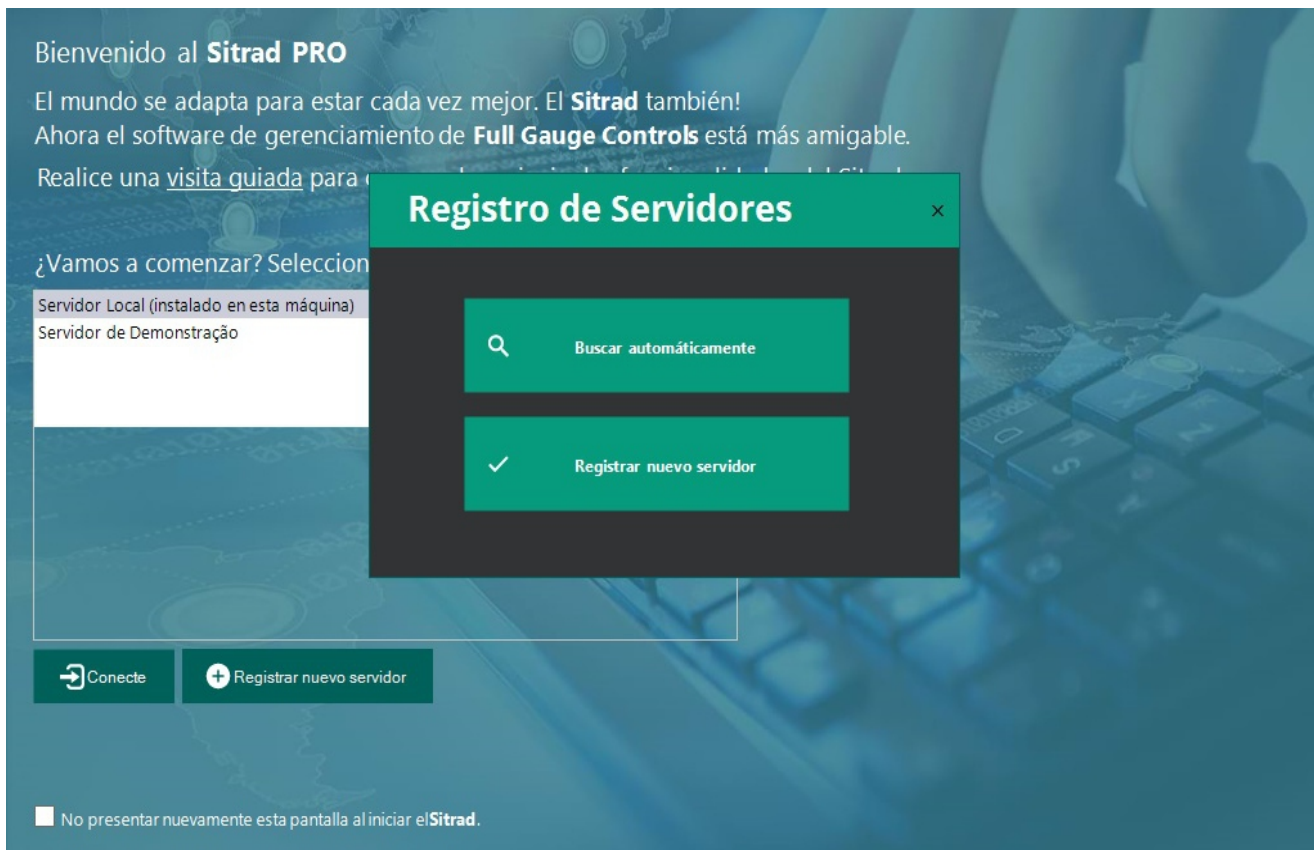 Bienvenido al Sitrad PRO
El mundo se adapta para estar cada vez mejor. El Sitrad también!
Ahora el software de gerenciamiento de Full Gauge Controls está más amigable.
Realice una visita guiada para
Registro de Servidores
¿Vamos a comenzar? Seleccion
Servidor Local (instalado en esta máquina)
Servidor de Demonstração
Buscar automáticamente
Registrar nuevo servidor
Conecte
Registrar nuevo servidor
No presentar nuevamente esta pantalla al iniciar el Sitrad.